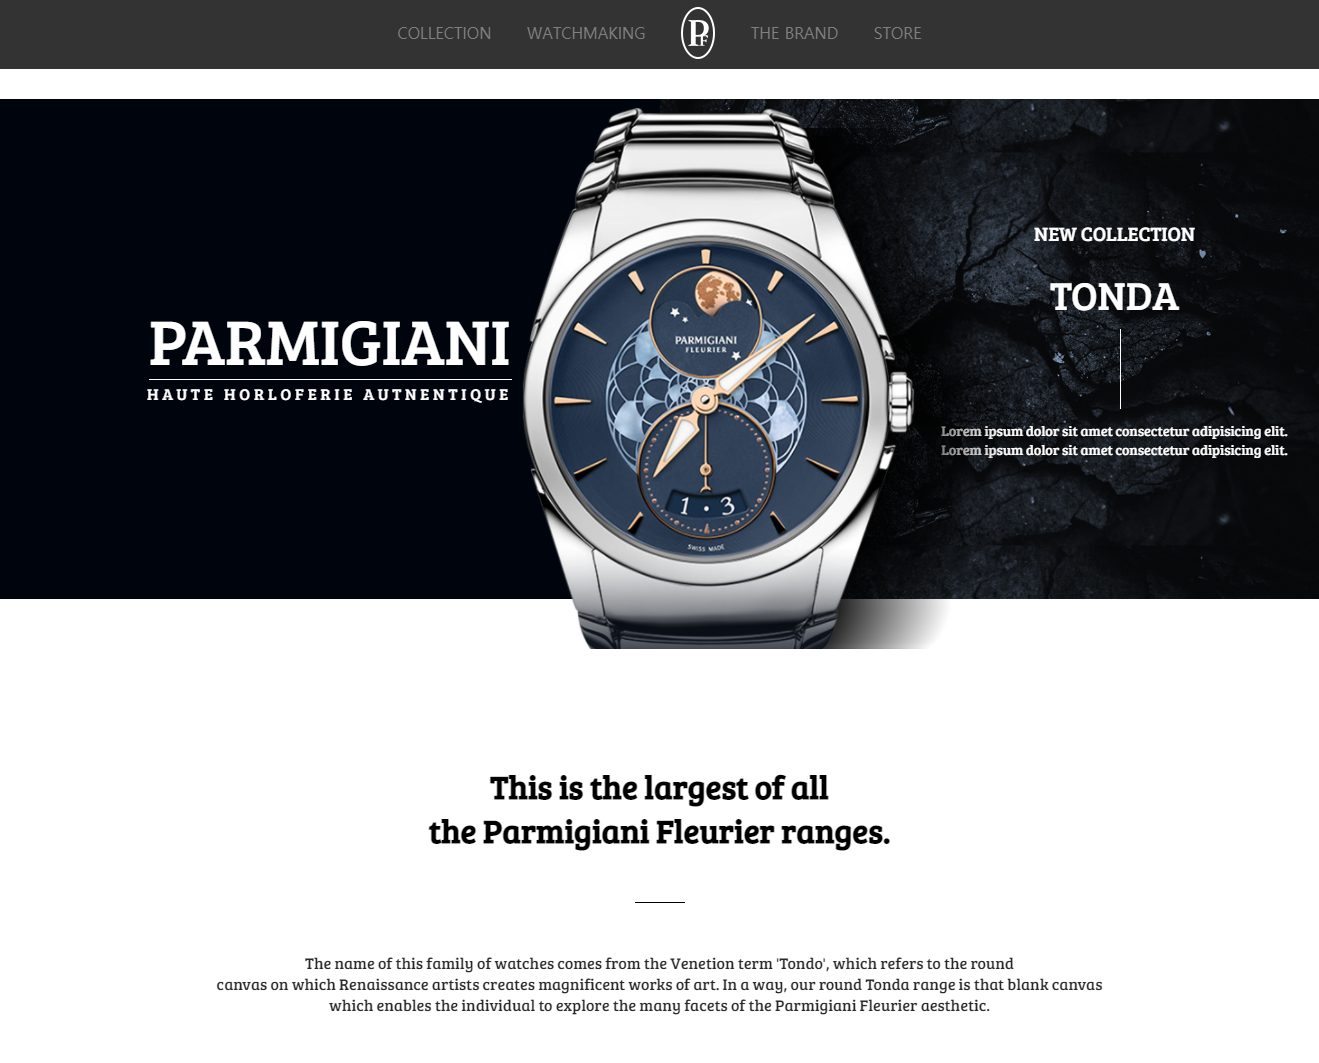 COLLECTION WATCHMAKING PF THE BRAND STORE
NEW COLLECTION
TONDA
PARMIGIANI
HAUTE HORLOFERIE AUTNENTIQUE
PARMIGIANI
FLEURIER
1 • 3
SWISS MADE
Lorem ipsum dolor sit amet consectetur adipisicing elit.
Lorem ipsum dolor sit amet consectetur adipisicing elit.
This is the largest of all
the Parmigiani Fleurier ranges.
The name of this family of watches comes from the Venetion term 'Tondo', which refers to the round
canvas on which Renaissance artists creates magnificent works of art. In a way, our round Tonda range is that blank canvas
which enables the individual to explore the many facets of the Parmigiani Fleurier aesthetic.